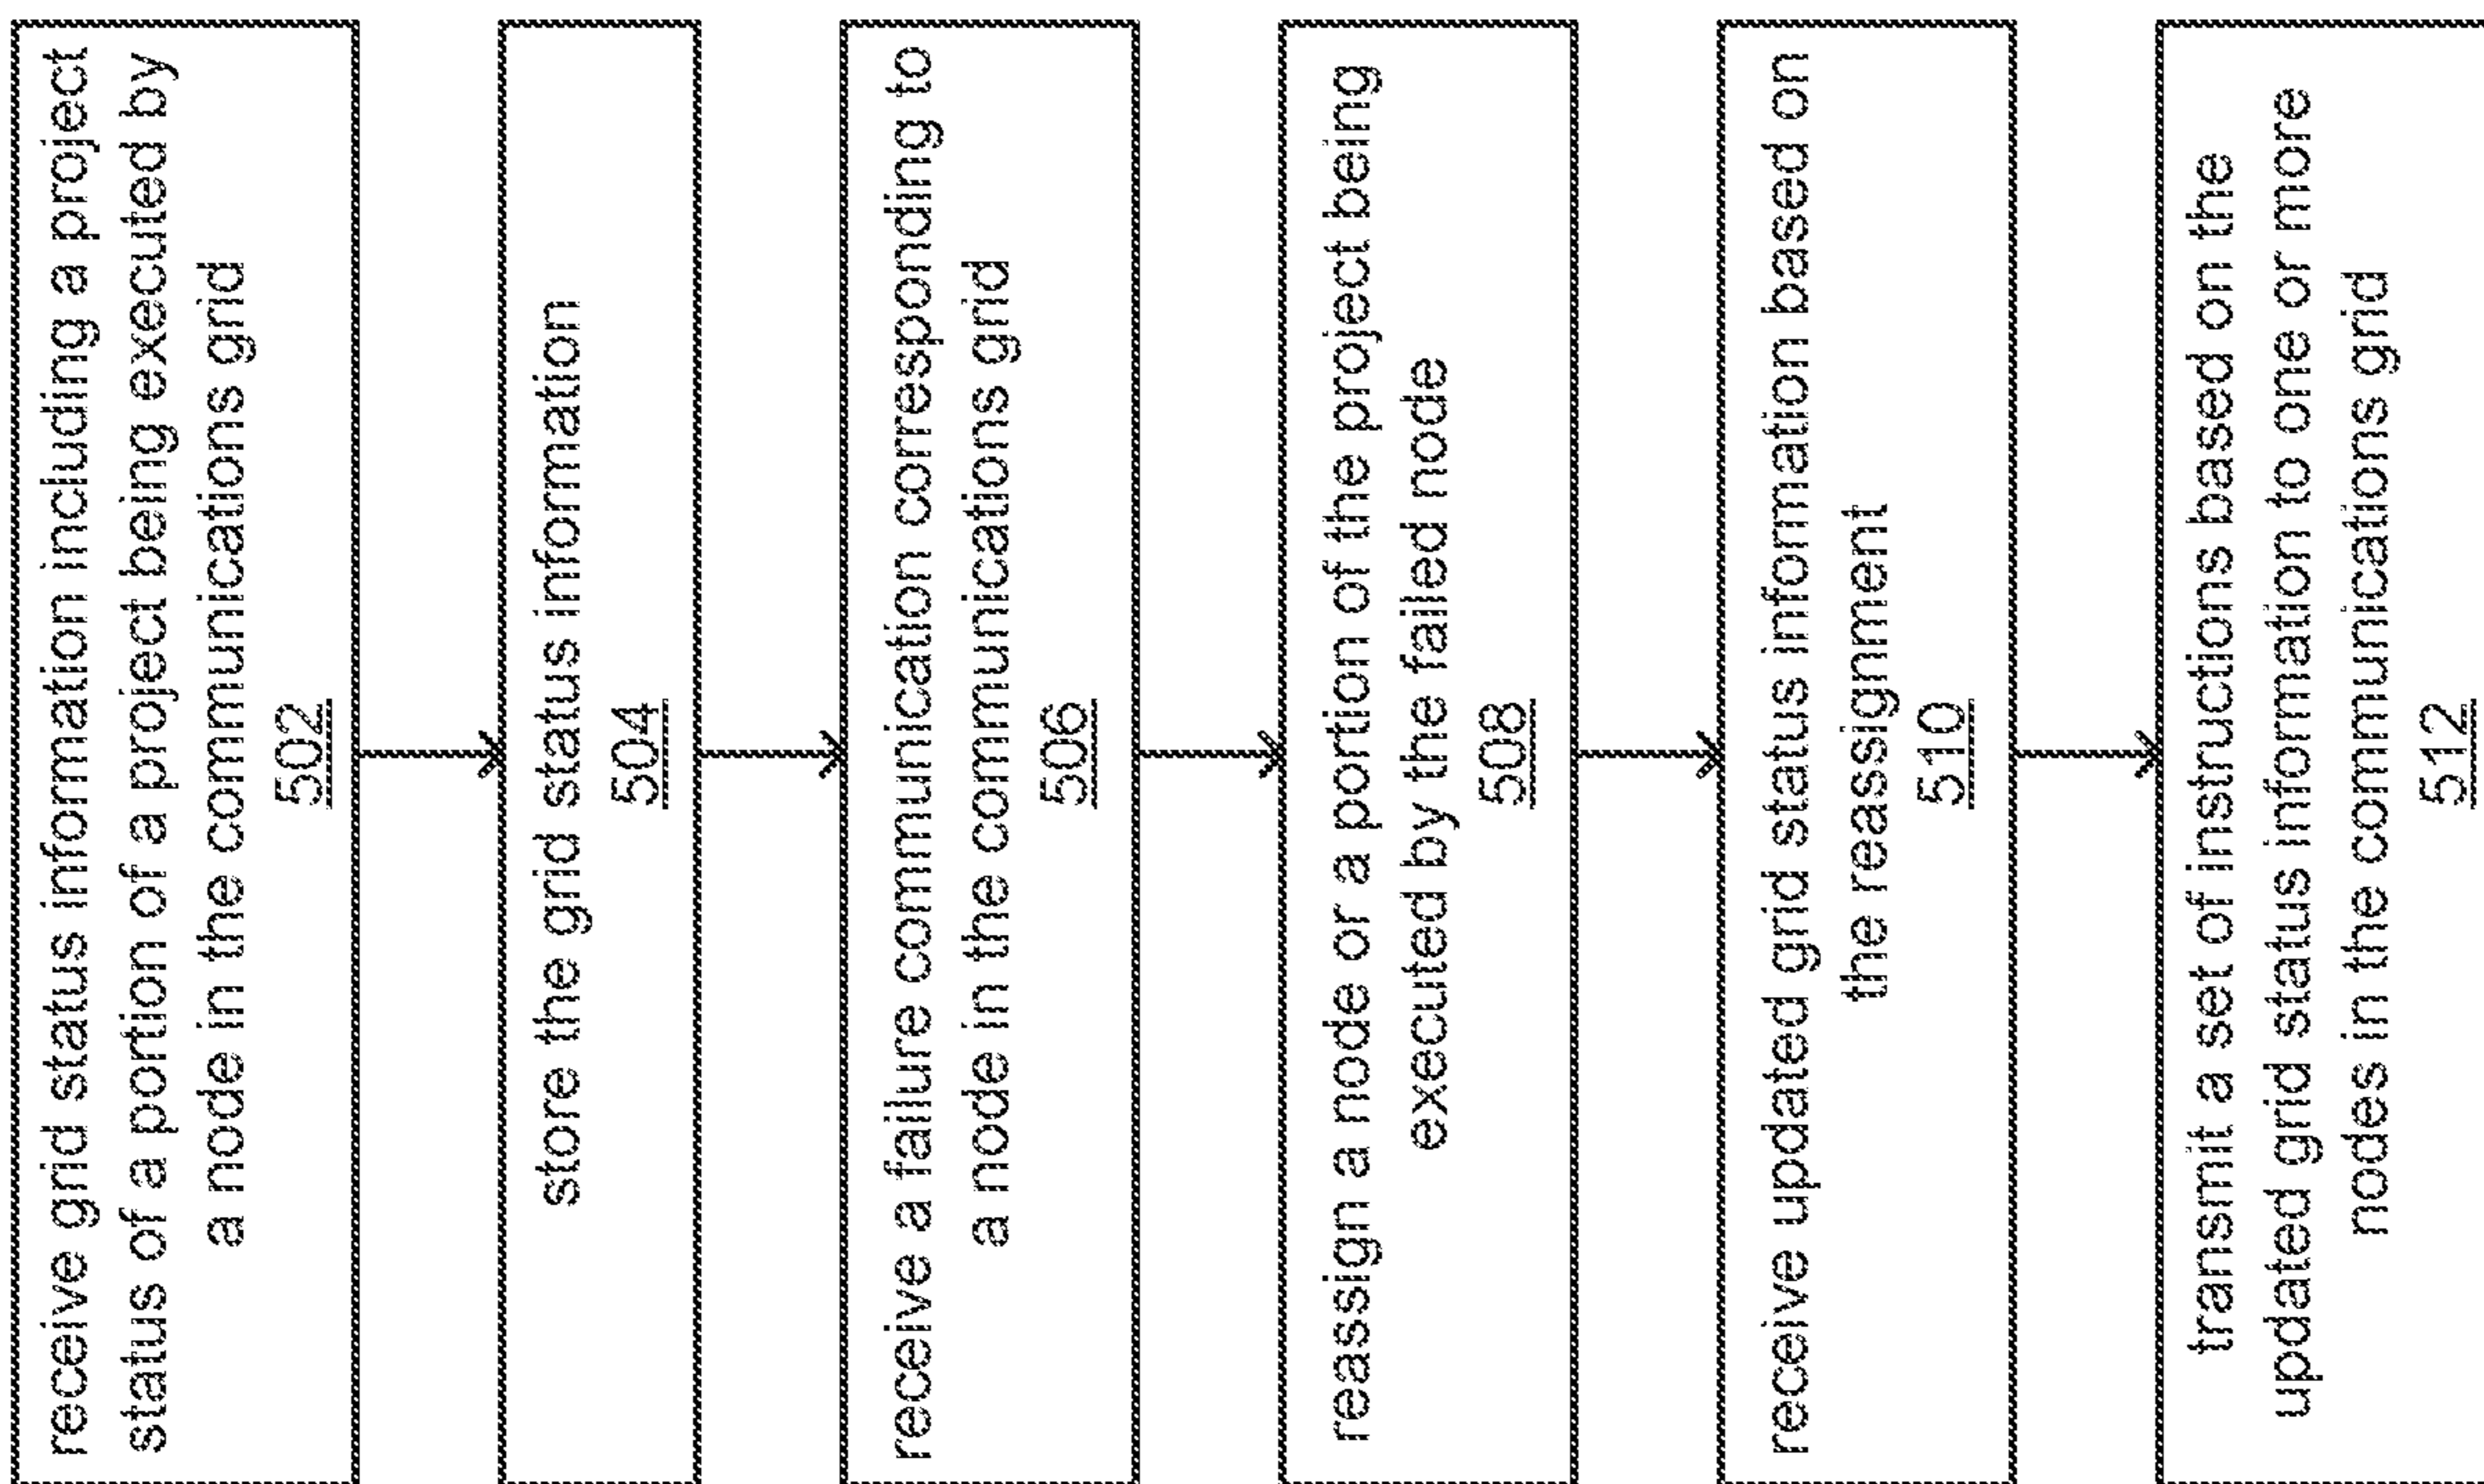 receive grid status information including a project
status of a portion of a project being executed by
a node in the communications grid
502
store the grid status information
504
receive a failure communication corresponding to
a node in the communications grid
506
reassign a node or a portion of the project being
executed by the failed node
508
receive updated grid status information based on
the reassignment
510
transmit a set of instructions based on the
updated grid status information to one or more
nodes in the communications grid
512